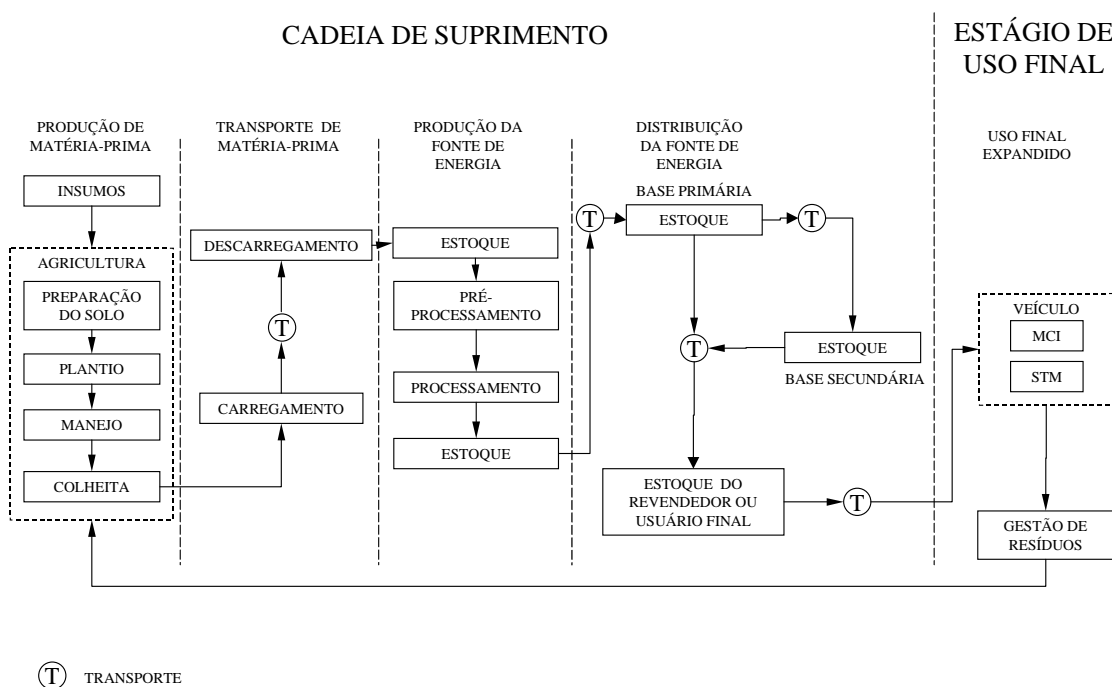 CADEIA DE SUPRIMENTO
ESTÁGIO DE
USO FINAL
PRODUÇÃO DE
MATÉRIA-PRIMA
TRANSPORTE DE
MATÉRIA-PRIMA
PRODUÇÃO DA
FONTE DE
ENERGIA
DISTRIBUIÇÃO
DA FONTE DE
ENERGIA
USO FINAL
EXPANDIDO
INSUMOS
AGRICULTURA
PREPARAÇÃO
DO SOLO
PLANTIO
MANEJO
COLHEITA
DESCARREGAMENTO
T
CARREGAMENTO
ESTOQUE
PRÉ-
PROCESSAMENTO
PROCESSAMENTO
ESTOQUE
BASE PRIMÁRIA
T
ESTOQUE
T
T
ESTOQUE
BASE SECUNDÁRIA
ESTOQUE DO
REVENDEDOR OU
USUÁRIO FINAL
T
VEÍCULO
MCI
STM
GESTÃO DE
RESÍDUOS
T TRANSPORTE